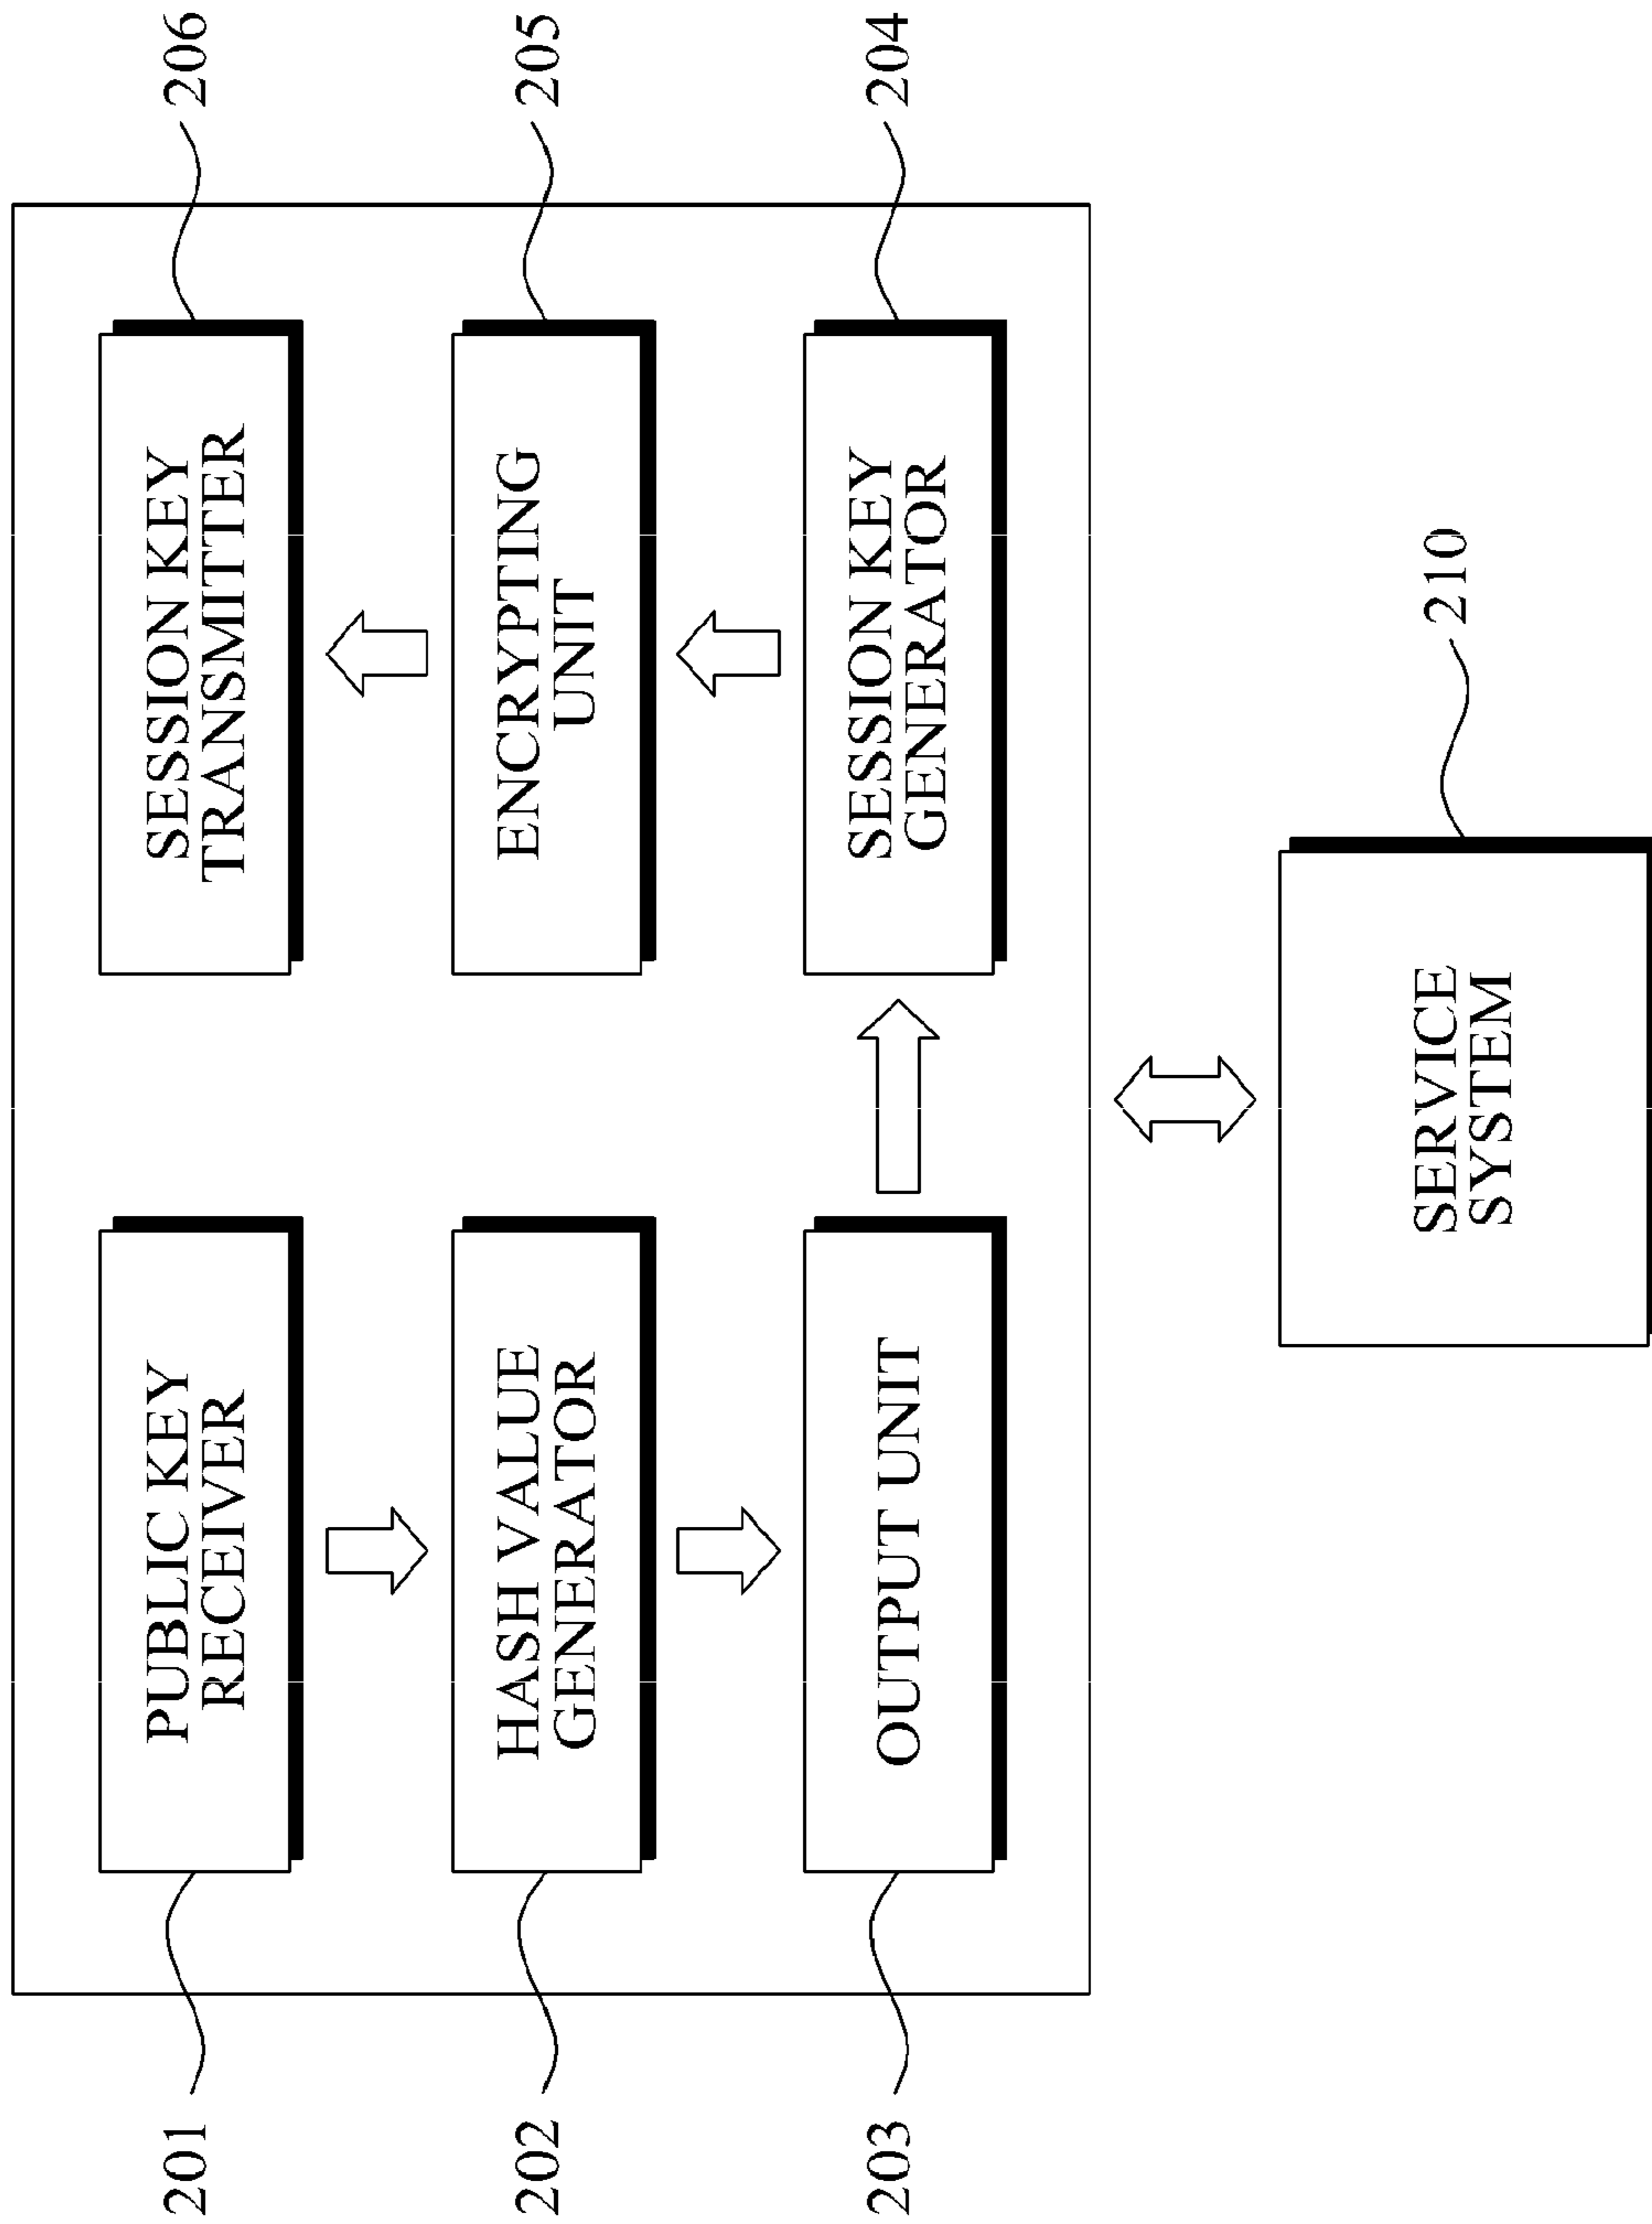 201
PUBLIC KEY
RECEIVER
SESSION KEY
TRANSMITTER
206
202
HASH VALUE
GENERATOR
ENCRYPTING
UNIT
205
203
OUTPUT UNIT
SESSION KEY
GENERATOR
204
SERVICE
SYSTEM
210